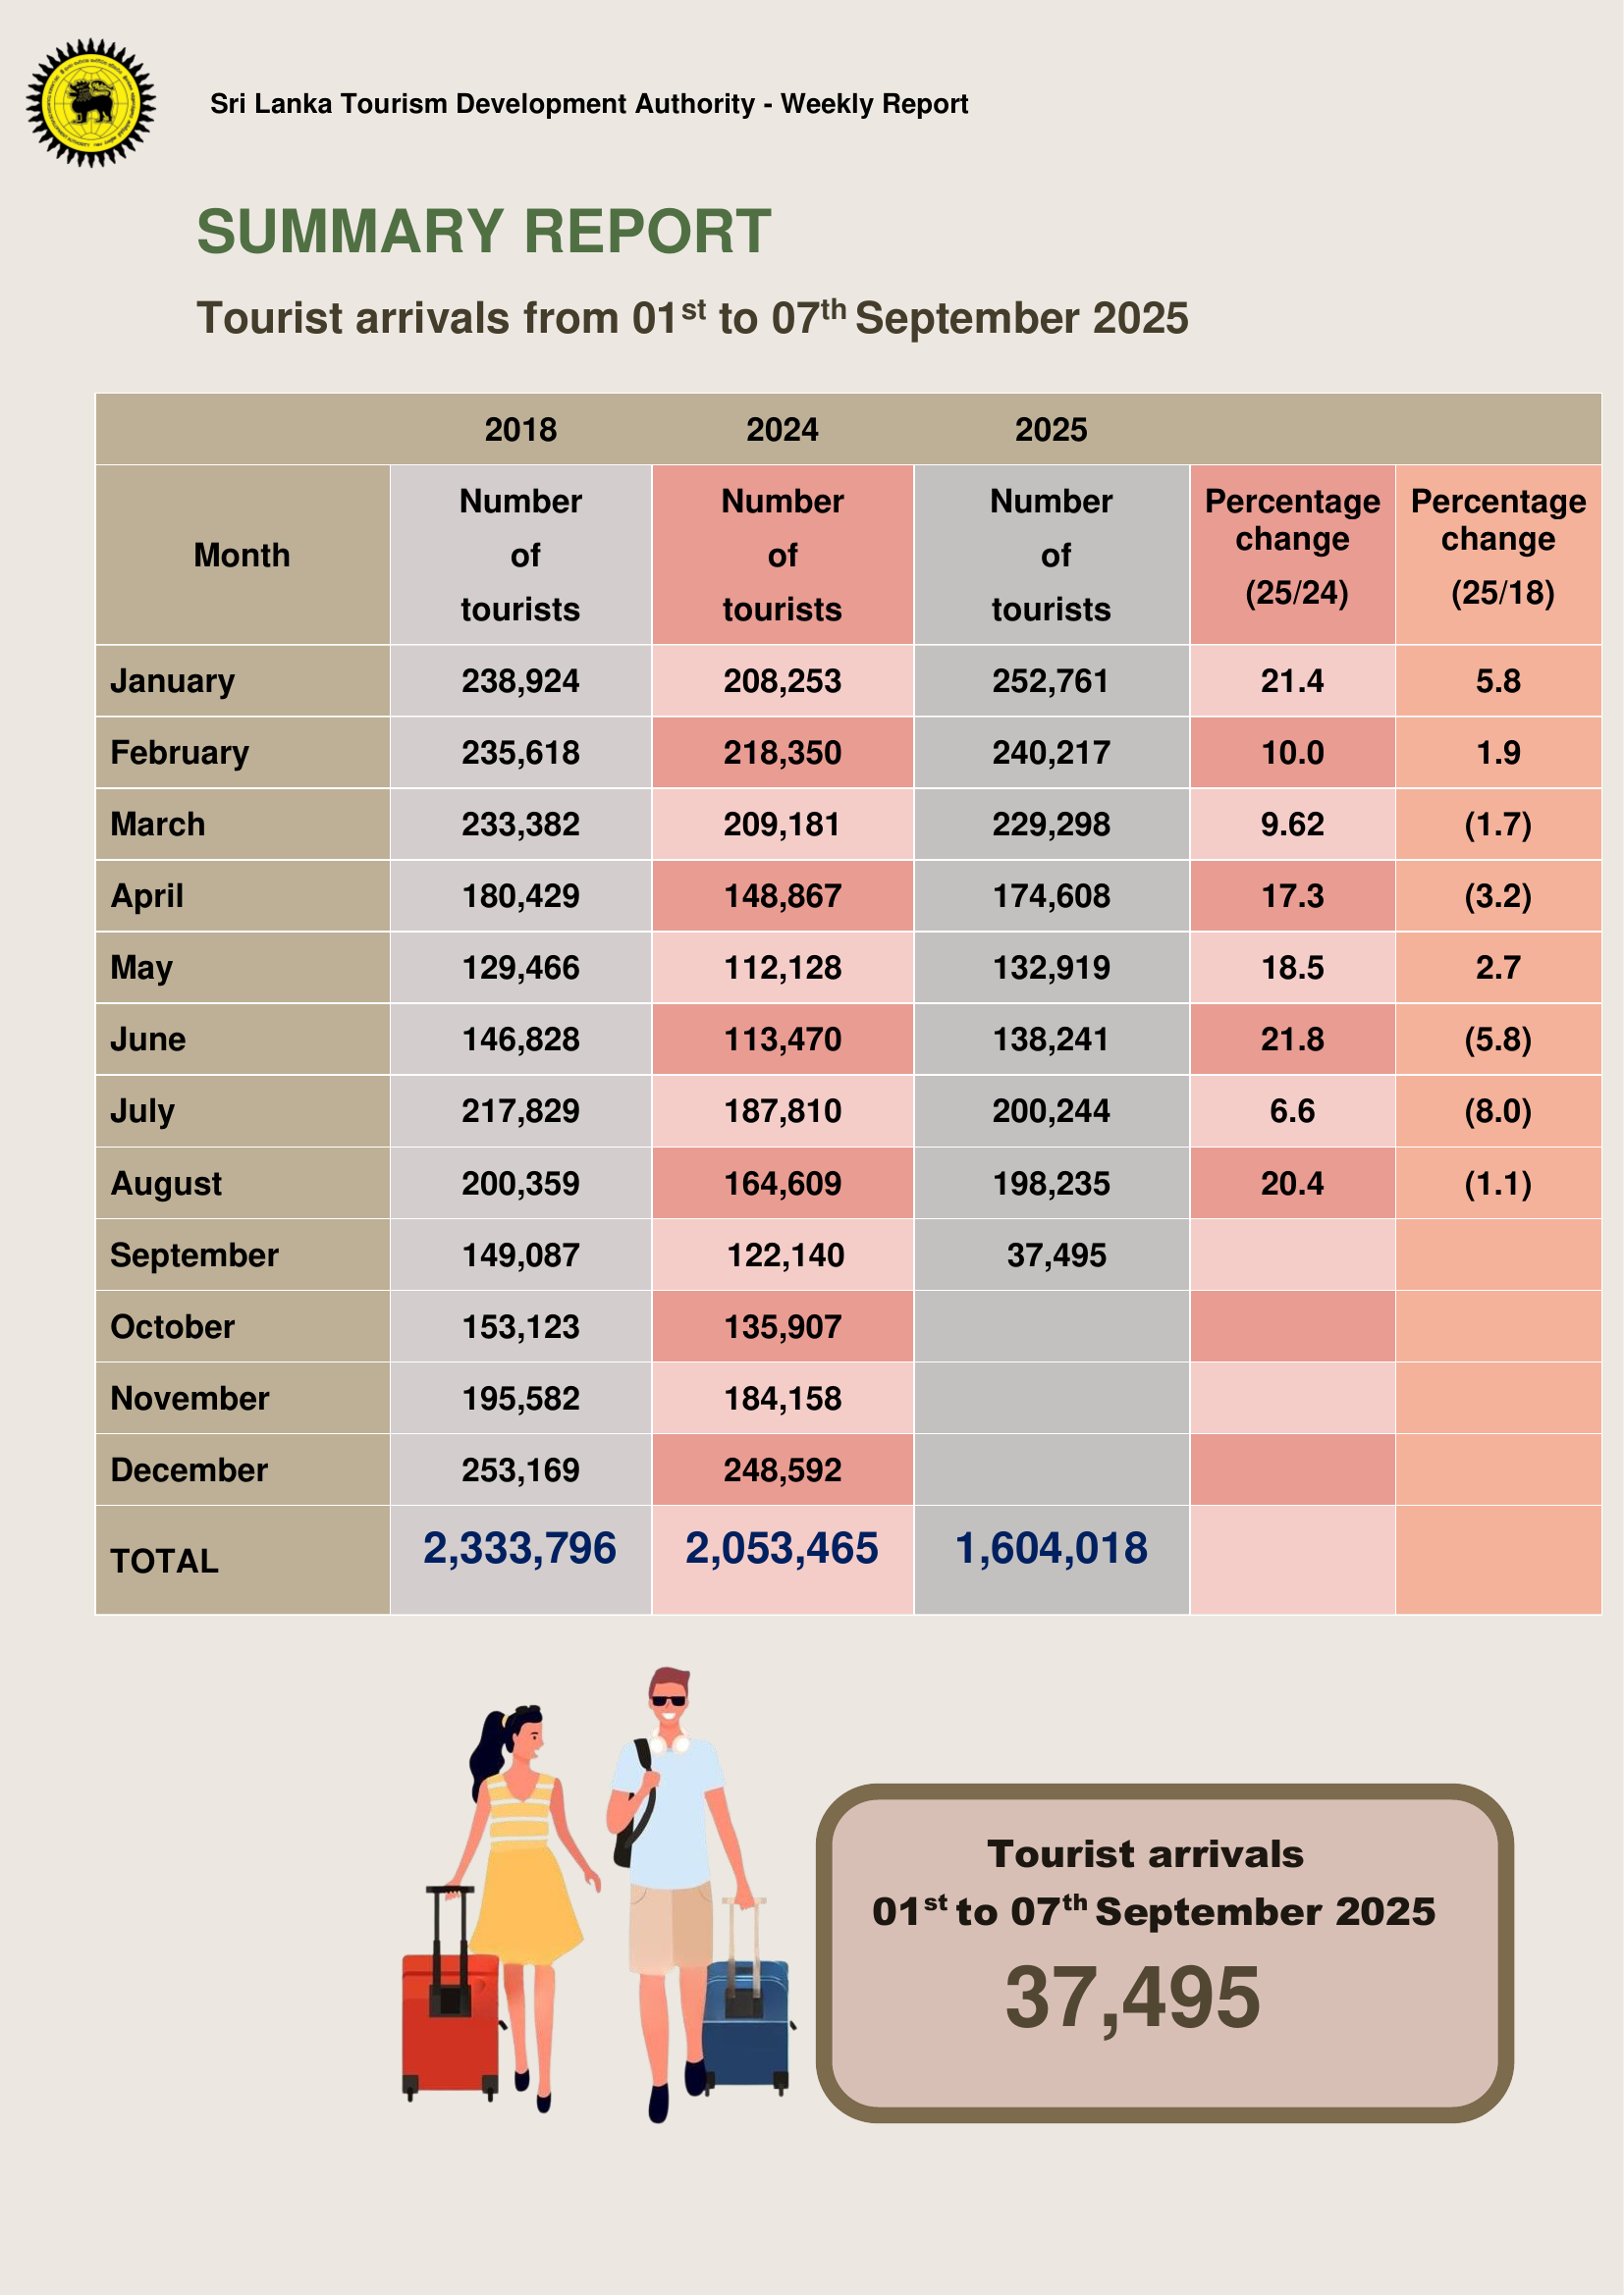 Sri Lanka Tourism Development Authority - Weekly Report
SUMMARY REPORT
Tourist arrivals from 01st to 07th September 2025
2018 2024 2025
Month Number of tourists Number of tourists Number of tourists Percentage change (25/24) Percentage change (25/18)
January 238,924 208,253 252,761 21.4 5.8
February 235,618 218,350 240,217 10.0 1.9
March 233,382 209,181 229,298 9.62 (1.7)
April 180,429 148,867 174,608 17.3 (3.2)
May 129,466 112,128 132,919 18.5 2.7
June 146,828 113,470 138,241 21.8 (5.8)
July 217,829 187,810 200,244 6.6 (8.0)
August 200,359 164,609 198,235 20.4 (1.1)
September 149,087 122,140 37,495
October 153,123 135,907
November 195,582 184,158
December 253,169 248,592
TOTAL 2,333,796 2,053,465 1,604,018
Tourist arrivals
01st to 07th September 2025
37,495